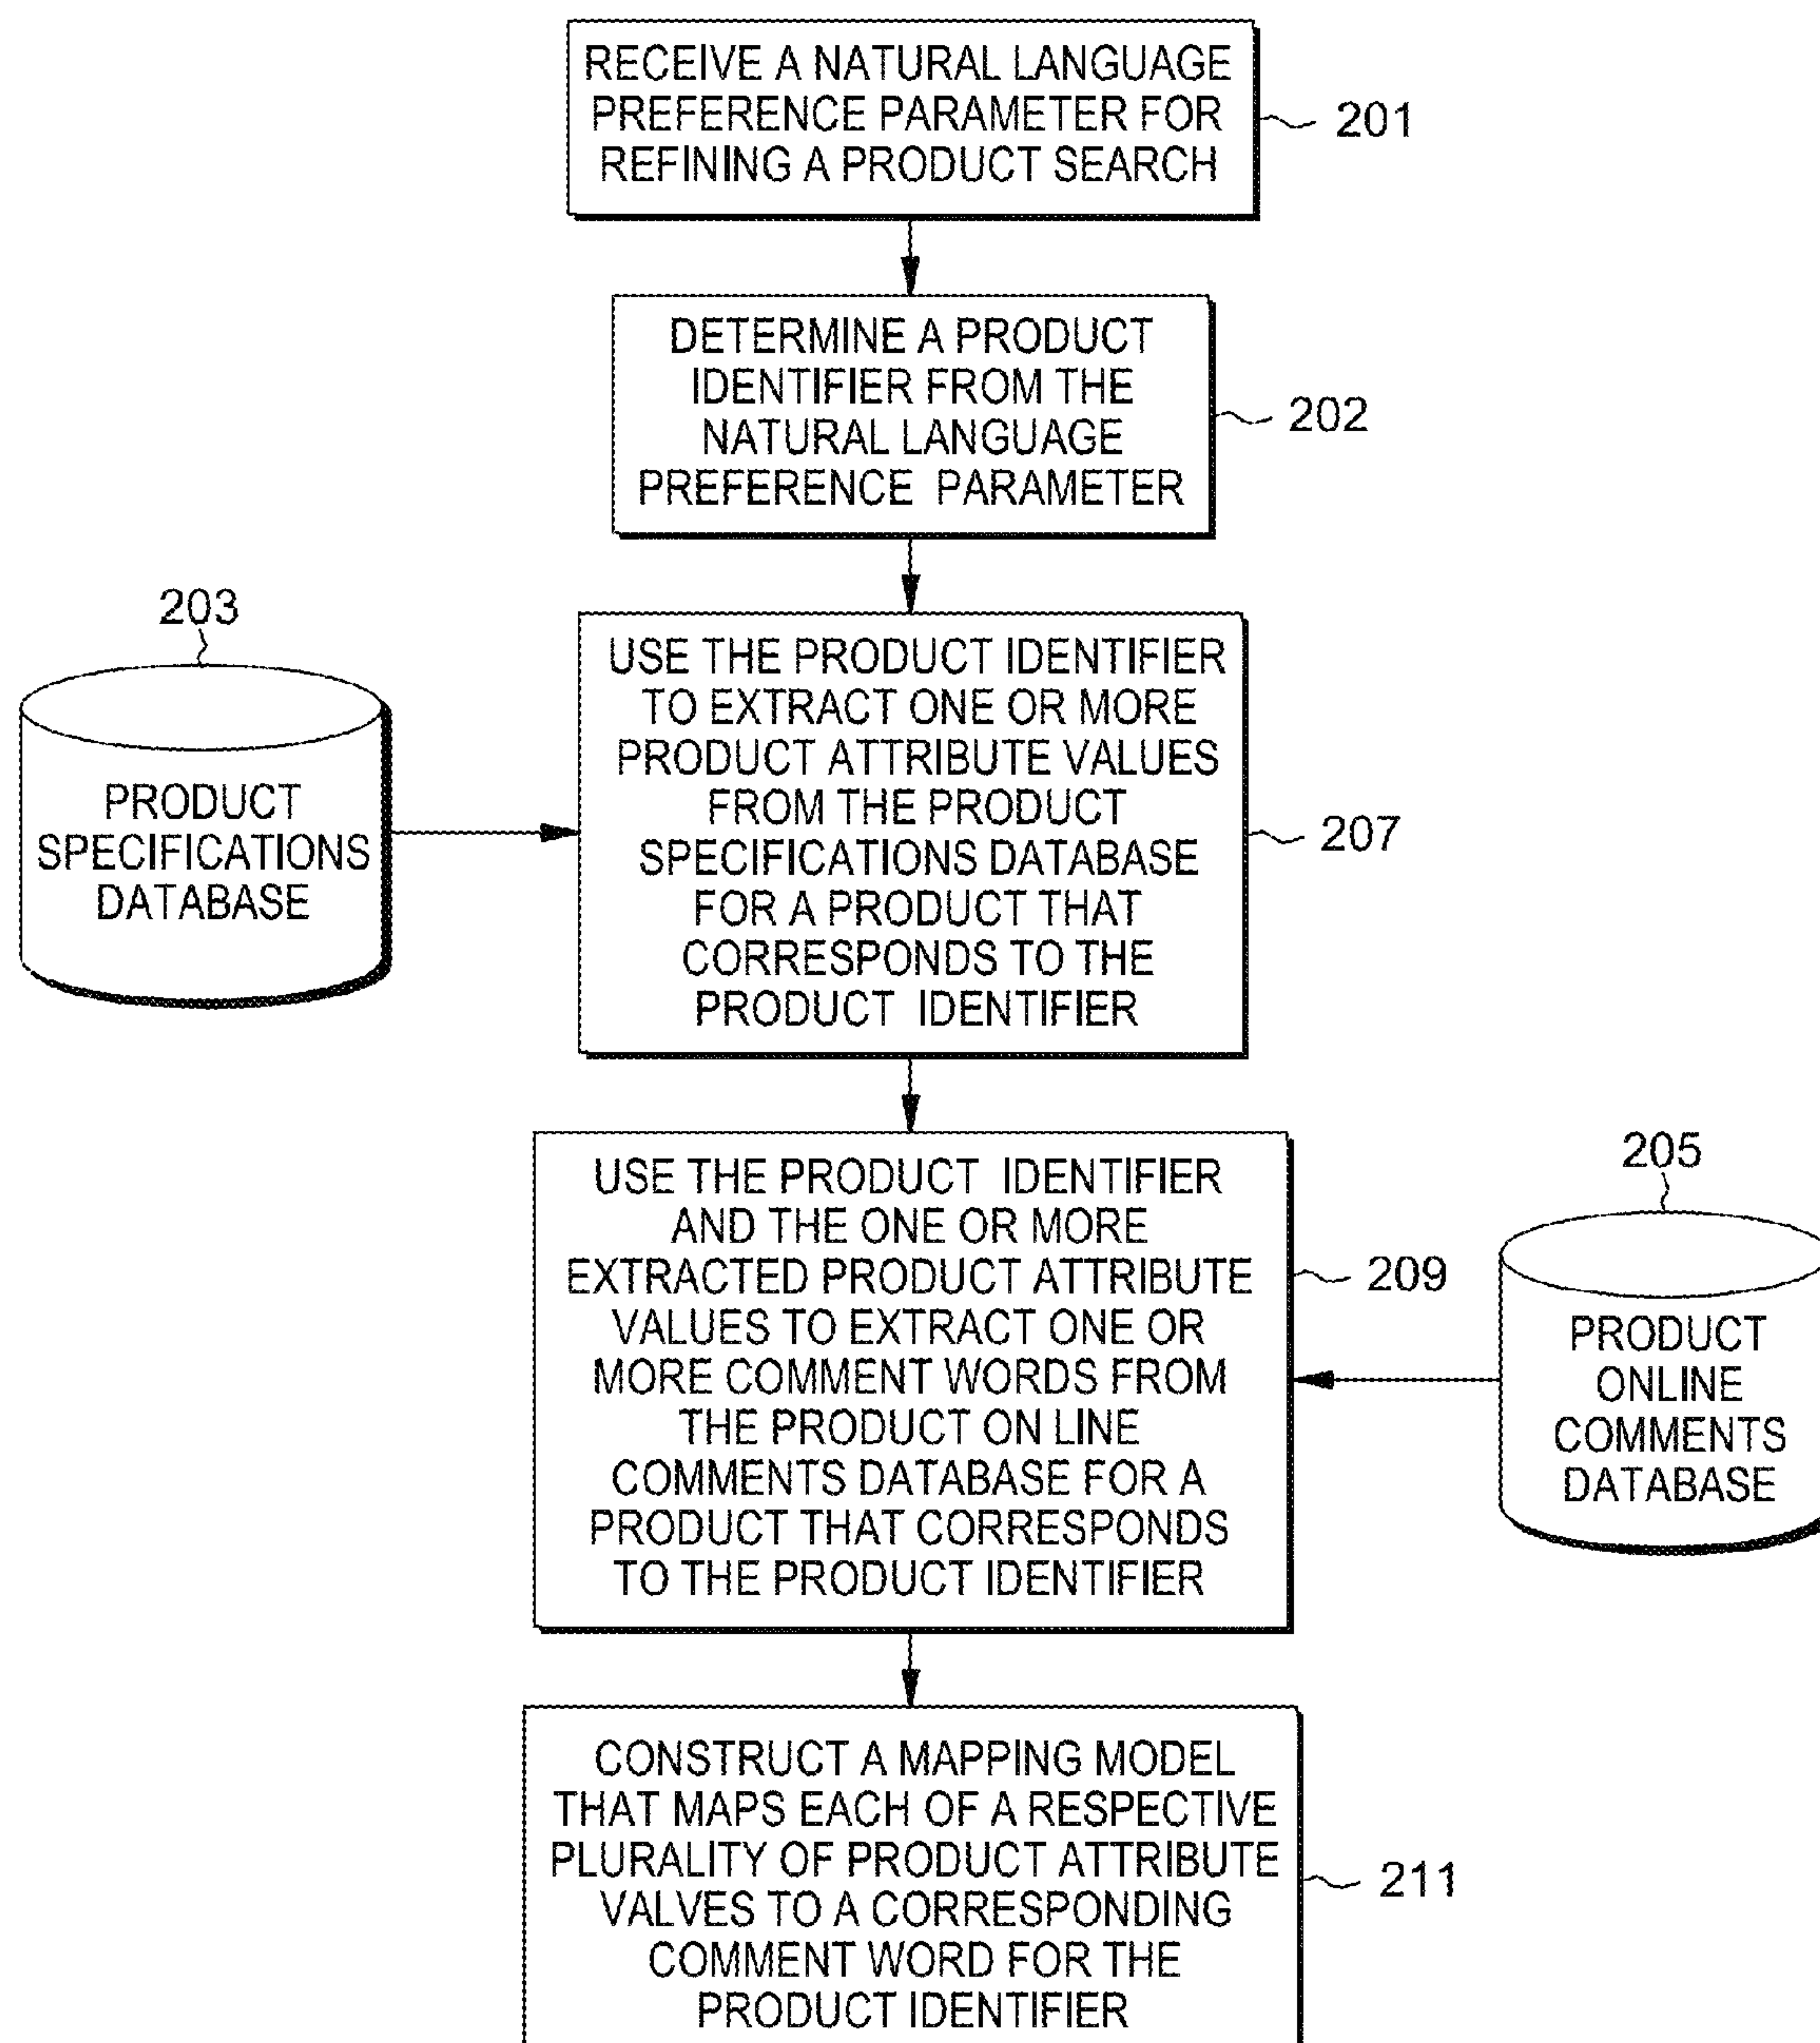 RECEIVE A NATURAL LANGUAGE
PREFERENCE PARAMETER FOR
REFINING A PRODUCT SEARCH
201
DETERMINE A PRODUCT
IDENTIFIER FROM THE
NATURAL LANGUAGE
PREFERENCE PARAMETER
202
203
PRODUCT
SPECIFICATIONS
DATABASE
USE THE PRODUCT IDENTIFIER
TO EXTRACT ONE OR MORE
PRODUCT ATTRIBUTE VALUES
FROM THE PRODUCT
SPECIFICATIONS DATABASE
FOR A PRODUCT THAT
CORRESPONDS TO THE
PRODUCT IDENTIFIER
207
USE THE PRODUCT IDENTIFIER
AND THE ONE OR MORE
EXTRACTED PRODUCT ATTRIBUTE
VALUES TO EXTRACT ONE OR
MORE COMMENT WORDS FROM
THE PRODUCT ON LINE
COMMENTS DATABASE FOR A
PRODUCT THAT CORRESPONDS
TO THE PRODUCT IDENTIFIER
209
205
PRODUCT
ONLINE
COMMENTS
DATABASE
CONSTRUCT A MAPPING MODEL
THAT MAPS EACH OF A RESPECTIVE
PLURALITY OF PRODUCT ATTRIBUTE
VALVES TO A CORRESPONDING
COMMENT WORD FOR THE
PRODUCT IDENTIFIER
211